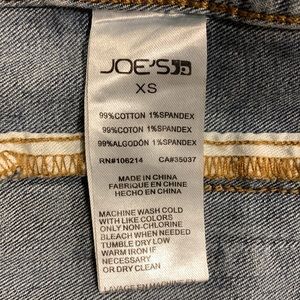 JOE'S
XS
99%COTTON 1%SPANDEX
99%COTON 1%SPANDEX
99%ALGODÓN 1%SPANDEX
RN#106214 CA#35037
MADE IN CHINA
FABRIQUE EN CHINE
HECHO EN CHINA
MACHINE WASH COLD
WITH LIKE COLORS
ONLY NON-CHLORINE
BLEACH WHEN NEEDED
TUMBLE DRY LOW
WARM IRON IF
NECESSARY
OR DRY CLEAN